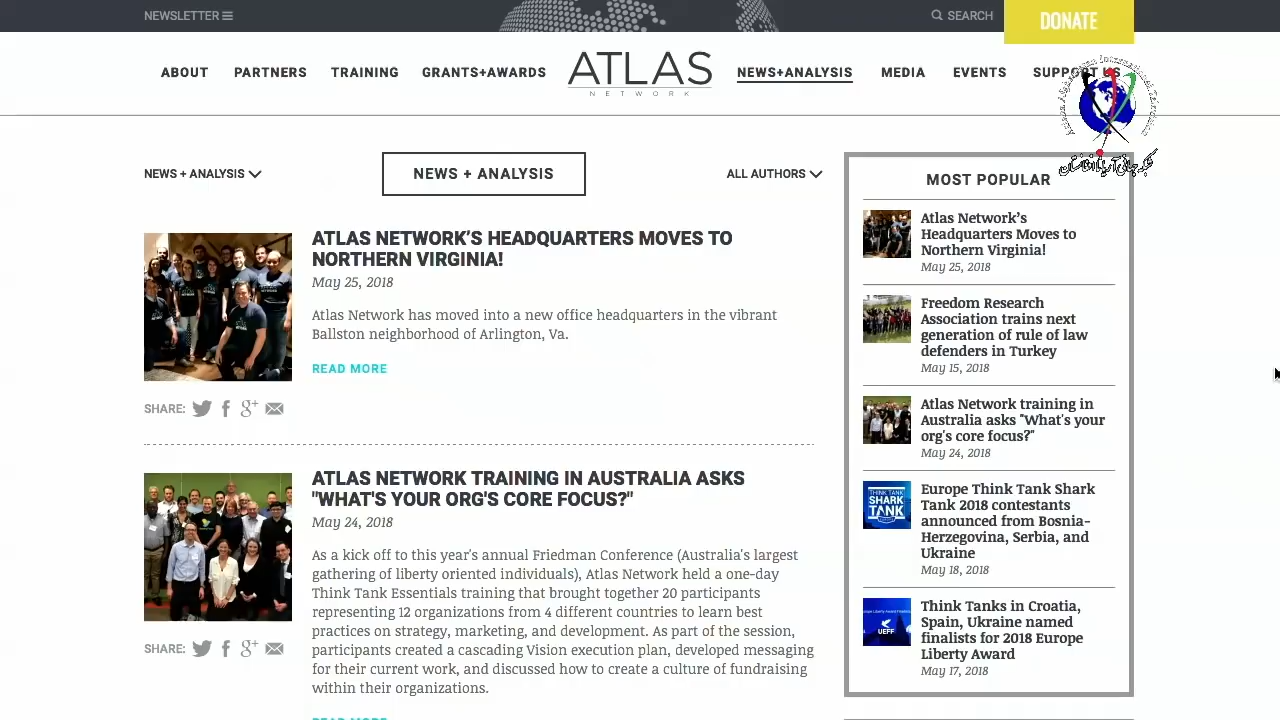 NEWSLETTER
SEARCH
DONATE
ABOUT
PARTNERS
TRAINING
GRANTS+AWARDS
ATLAS
NETWORK
NEWS+ANALYSIS
MEDIA
EVENTS
SUPPORT US
NEWS + ANALYSIS
NEWS + ANALYSIS
ALL AUTHORS
ATLAS NETWORK’S HEADQUARTERS MOVES TO
NORTHERN VIRGINIA!
May 25, 2018
Atlas Network has moved into a new office headquarters in the vibrant
Ballston neighborhood of Arlington, Va.
READ MORE
SHARE:
ATLAS NETWORK TRAINING IN AUSTRALIA ASKS
"WHAT'S YOUR ORG'S CORE FOCUS?"
May 24, 2018
As a kick off to this year's annual Friedman Conference (Australia's largest
gathering of liberty oriented individuals), Atlas Network held a one-day
Think Tank Essentials training that brought together 20 participants
representing 12 organizations from 4 different countries to learn best
practices on strategy, marketing, and development. As part of the session,
participants created a cascading Vision execution plan, developed messaging
for their current work, and discussed how to create a culture of fundraising
within their organizations.
SHARE:
READ MORE
MOST POPULAR
Atlas Network’s
Headquarters Moves to
Northern Virginia!
May 25, 2018
Freedom Research
Association trains next
generation of rule of law
defenders in Turkey
May 15, 2018
Atlas Network training in
Australia asks "What's your
org's core focus?"
May 24, 2018
THINK TANK
SHARK
TANK
Europe Think Tank Shark
Tank 2018 contestants
announced from Bosnia-
Herzegovina, Serbia, and
Ukraine
May 18, 2018
UEFF
Think Tanks in Croatia,
Spain, Ukraine named
finalists for 2018 Europe
Liberty Award
May 17, 2018